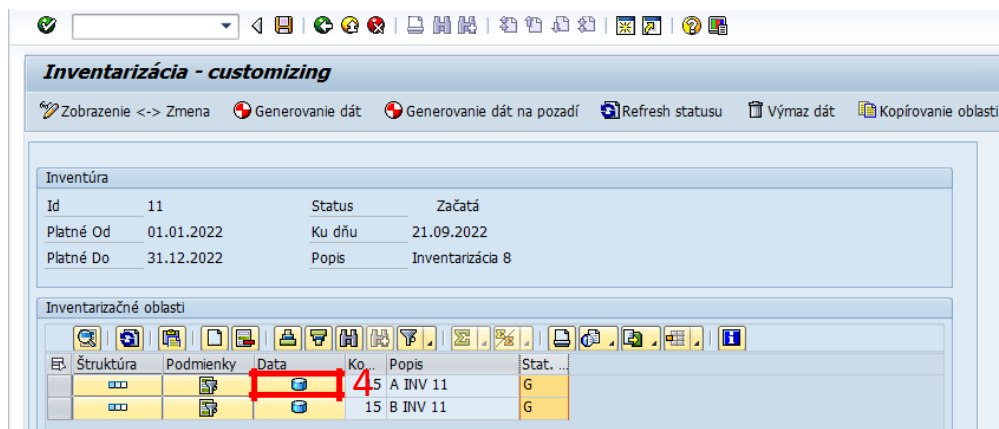 Inventarizácia - customizing
Zobrazenie <-> Zmena Generovanie dát Generovanie dát na pozadí Refresh statusu Výmaz dát Kopírovanie oblasti
Inventúra
Id 11 Status Začatá
Platné Od 01.01.2022 Ku dňu 21.09.2022
Platné Do 31.12.2022 Popis Inventarizácia 8
Inventarizačné oblasti
Štruktúra Podmienky Data Ko... Popis Stat. ...
4 15 A INV 11 G
15 B INV 11 G